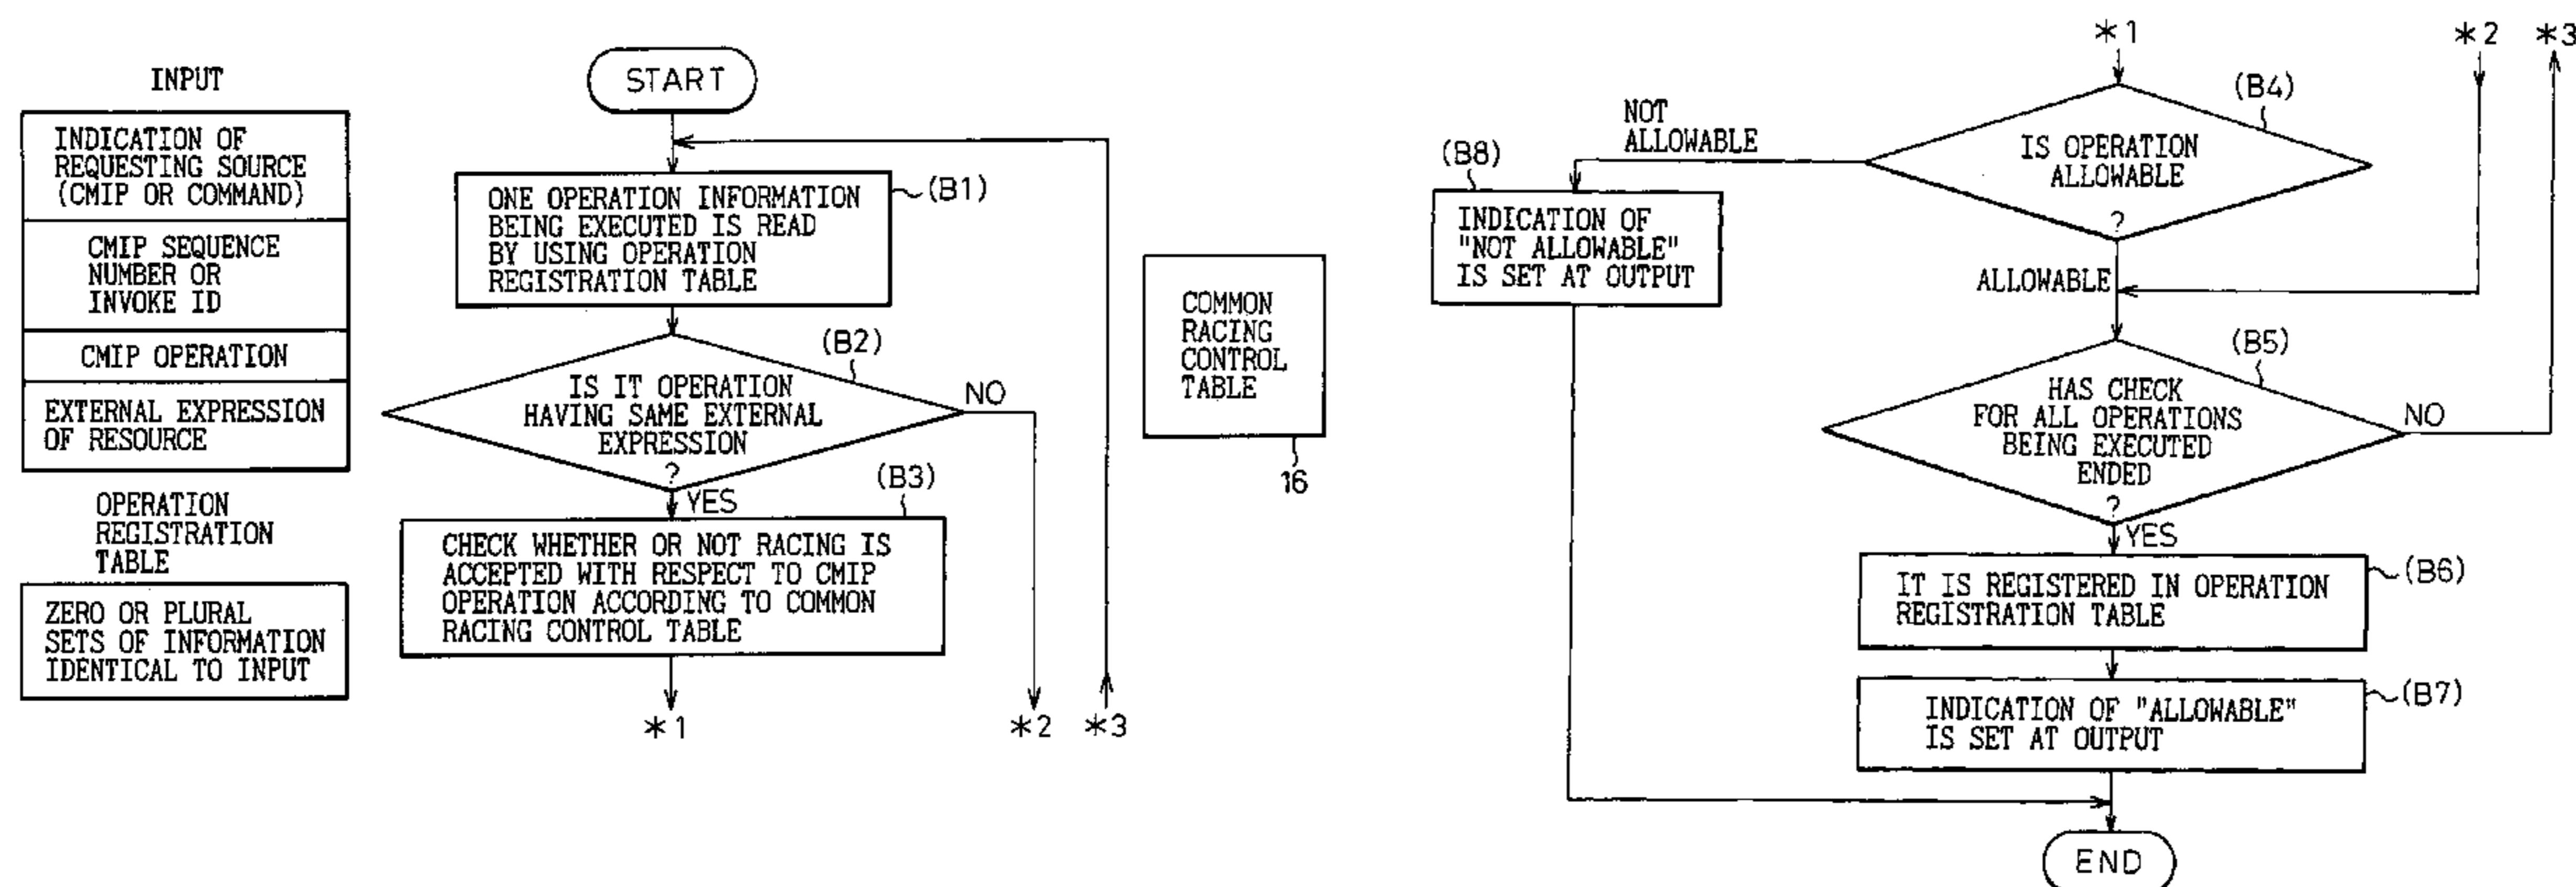 INPUT
INDICATION OF
REQUESTING SOURCE
(CMIP OR COMMAND)
CMIP SEQUENCE
NUMBER OR
INVOKE ID
CMIP OPERATION
EXTERNAL EXPRESSION
OF RESOURCE
OPERATION
REGISTRATION
TABLE
ZERO OR PLURAL
SETS OF INFORMATION
IDENTICAL TO INPUT
START
(B1)
ONE OPERATION INFORMATION
BEING EXECUTED IS READ
BY USING OPERATION
REGISTRATION TABLE
(B2)
IS IT OPERATION
HAVING SAME EXTERNAL
EXPRESSION
?
NO
YES
(B3)
CHECK WHETHER OR NOT RACING IS
ACCEPTED WITH RESPECT TO CMIP
OPERATION ACCORDING TO COMMON
RACING CONTROL TABLE
*1
*2
*3
COMMON
RACING
CONTROL
TABLE
16
*1
*2
*3
(B4)
IS OPERATION
ALLOWABLE
?
NOT
ALLOWABLE
(B8)
INDICATION OF
"NOT ALLOWABLE"
IS SET AT OUTPUT
ALLOWABLE
(B5)
HAS CHECK
FOR ALL OPERATIONS
BEING EXECUTED
ENDED
?
NO
YES
(B6)
IT IS REGISTERED IN OPERATION
REGISTRATION TABLE
(B7)
INDICATION OF "ALLOWABLE"
IS SET AT OUTPUT
END